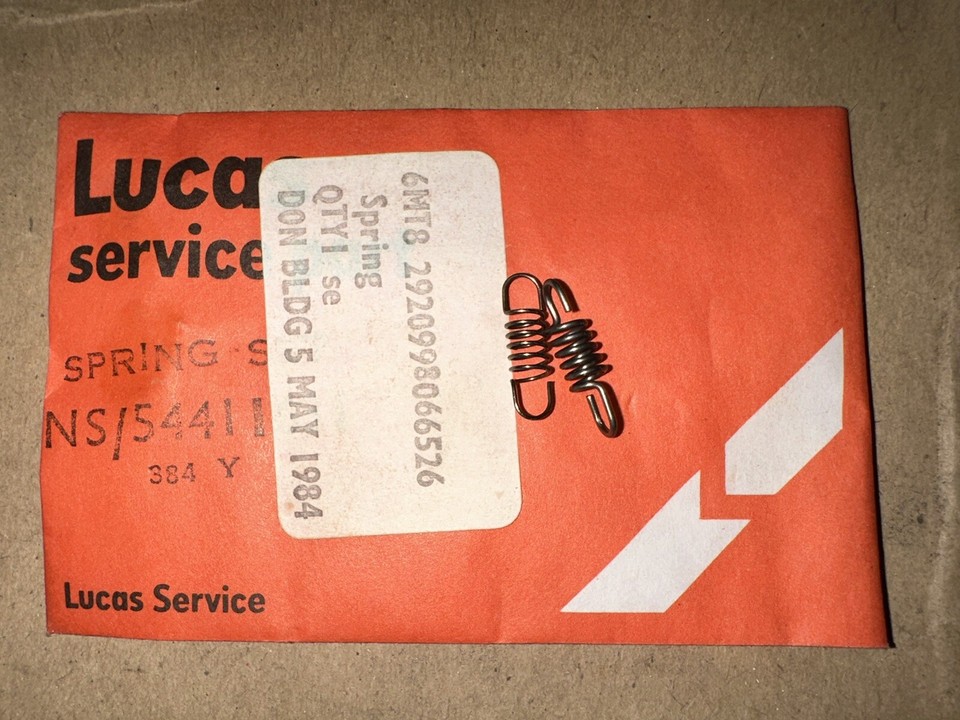 Lucas
service
SPRING S
NS/54411
384 Y
Lucas Service
6MT8 2920998066526
Spring
QTY1 se
DON BLDG 5 MAY 1984